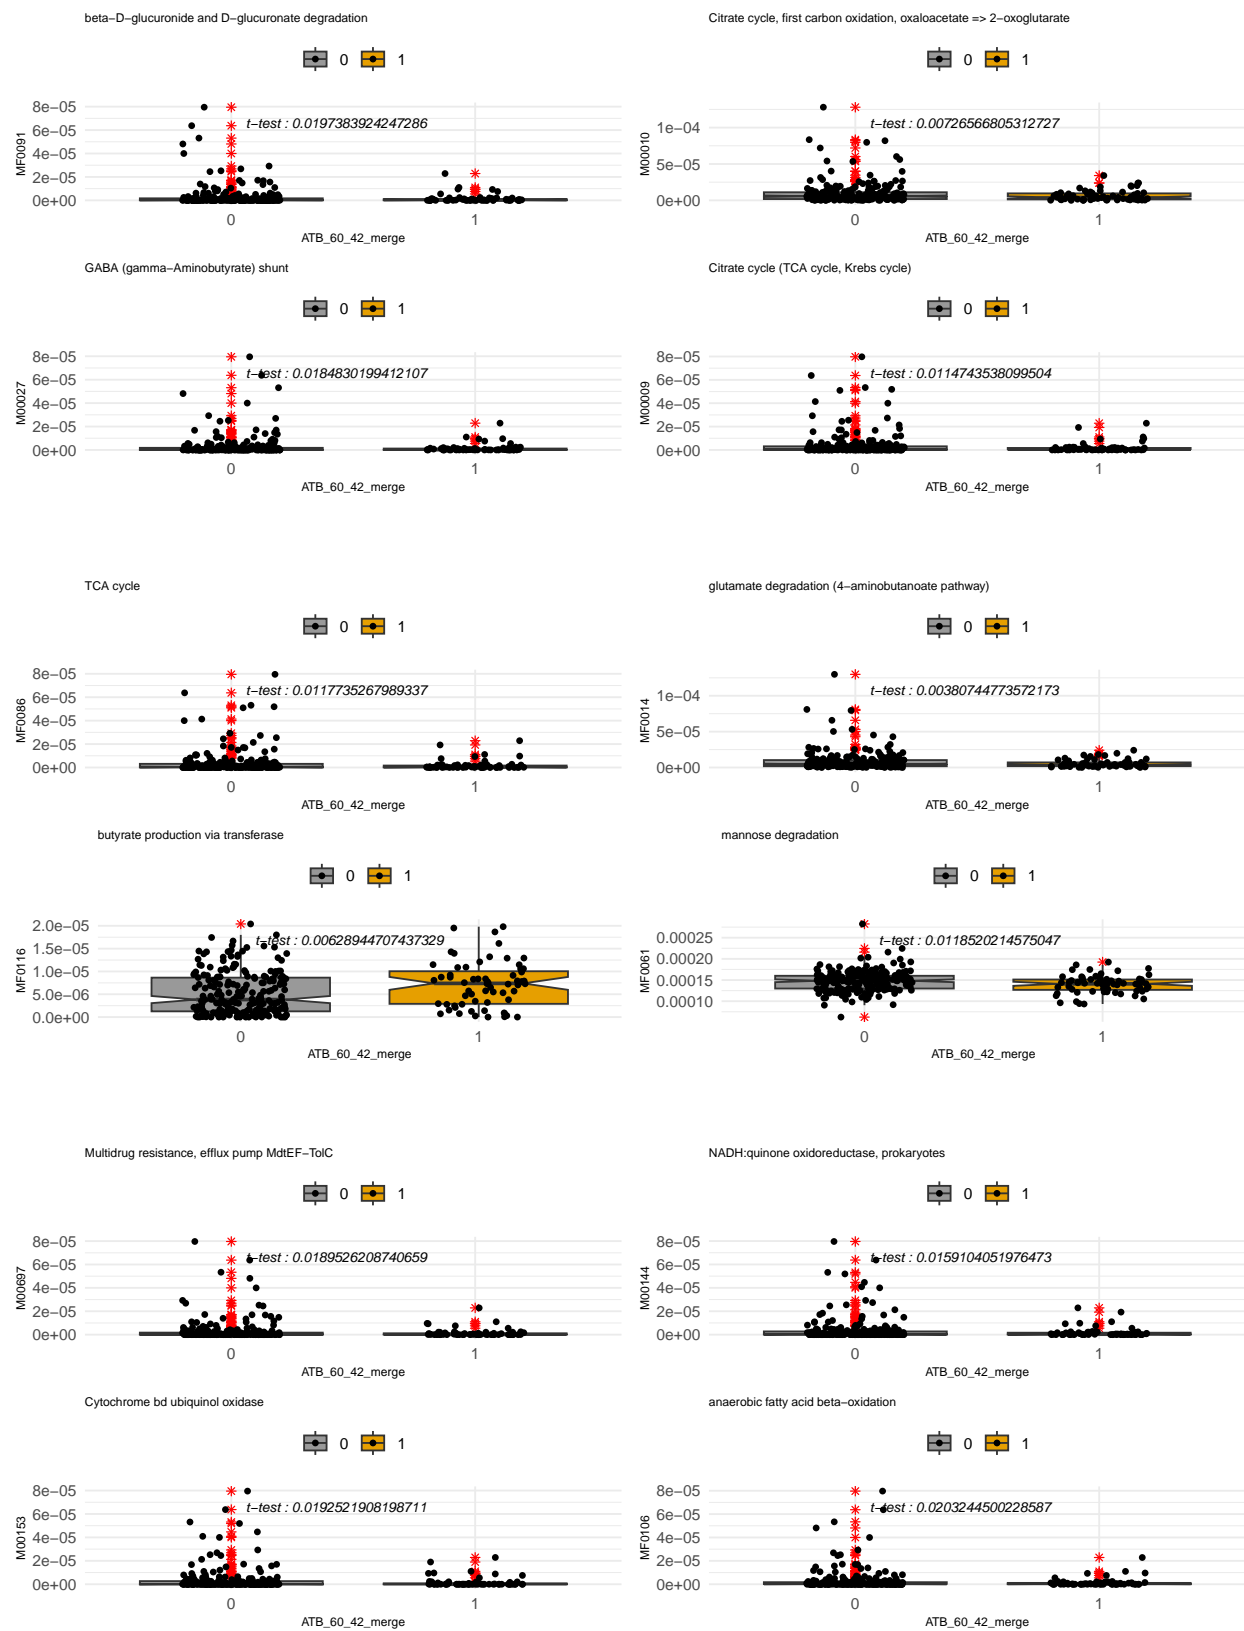 beta−D−glucuronide and D−glucuronate degradation
0 1
8e−05
6e−05
4e−05
2e−05
0e+00
MF0091
t−test : 0.0197383924247286
0 1
ATB_60_42_merge
Citrate cycle, first carbon oxidation, oxaloacetate => 2−oxoglutarate
0 1
1e−04
5e−05
0e+00
M00010
t−test : 0.00726566805312727
0 1
ATB_60_42_merge
GABA (gamma−Aminobutyrate) shunt
0 1
8e−05
6e−05
4e−05
2e−05
0e+00
M00027
t−test : 0.0184830199412107
0 1
ATB_60_42_merge
Citrate cycle (TCA cycle, Krebs cycle)
0 1
8e−05
6e−05
4e−05
2e−05
0e+00
M00009
t−test : 0.0114743538099504
0 1
ATB_60_42_merge
TCA cycle
0 1
8e−05
6e−05
4e−05
2e−05
0e+00
MF0086
t−test : 0.0117735267989337
0 1
ATB_60_42_merge
glutamate degradation (4−aminobutanoate pathway)
0 1
1e−04
5e−05
0e+00
MF0014
t−test : 0.00380744773572173
0 1
ATB_60_42_merge
butyrate production via transferase
0 1
2.0e−05
1.5e−05
1.0e−05
5.0e−06
0.0e+00
MF0116
t−test : 0.00628944707437329
0 1
ATB_60_42_merge
mannose degradation
0 1
0.00025
0.00020
0.00015
0.00010
MF0061
t−test : 0.0118520214575047
0 1
ATB_60_42_merge
Multidrug resistance, efflux pump MdtEF−TolC
0 1
8e−05
6e−05
4e−05
2e−05
0e+00
M00697
t−test : 0.0189526208740659
0 1
ATB_60_42_merge
NADH:quinone oxidoreductase, prokaryotes
0 1
8e−05
6e−05
4e−05
2e−05
0e+00
M00144
t−test : 0.0159104051976473
0 1
ATB_60_42_merge
Cytochrome bd ubiquinol oxidase
0 1
8e−05
6e−05
4e−05
2e−05
0e+00
M00153
t−test : 0.0192521908198711
0 1
ATB_60_42_merge
anaerobic fatty acid beta−oxidation
0 1
8e−05
6e−05
4e−05
2e−05
0e+00
MF0106
t−test : 0.0203244500228587
0 1
ATB_60_42_merge